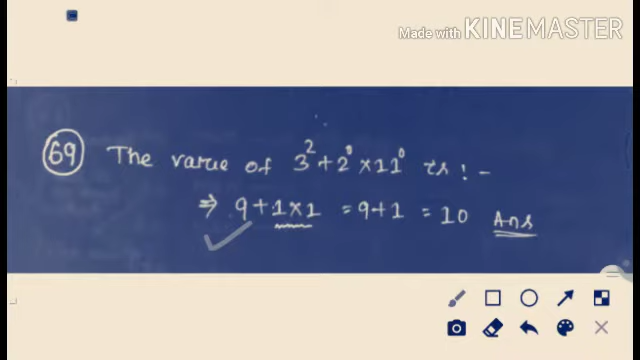 Made with KINEMASTER
69 The value of 3² + 2⁰ × 11⁰ is : -
⇒ 9 + 1 × 1 = 9 + 1 = 10 Ans